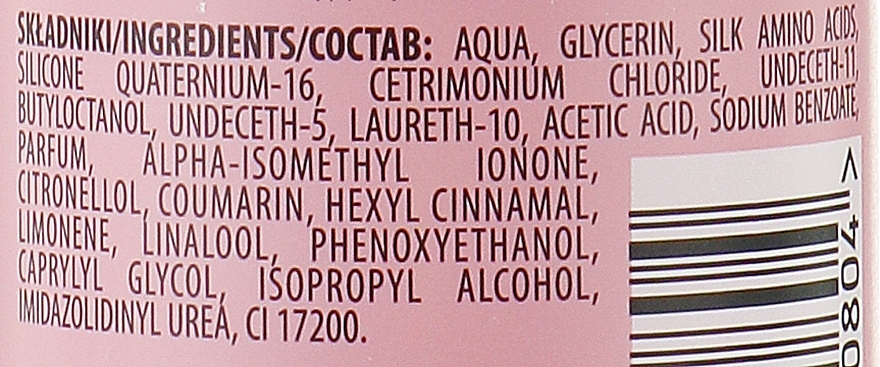 SKŁADNIKI/INGREDIENTS/СОСТАВ: AQUA, GLYCERIN, SILK AMINO ACIDS,
SILICONE QUATERNIUM-16, CETRIMONIUM CHLORIDE, UNDECETH-11,
BUTYLOCTANOL, UNDECETH-5, LAURETH-10, ACETIC ACID, SODIUM BENZOATE,
PARFUM, ALPHA-ISOMETHYL IONONE,
CITRONELLOL, COUMARIN, HEXYL CINNAMAL,
LIMONENE, LINALOOL, PHENOXYETHANOL,
CAPRYLYL GLYCOL, ISOPROPYL ALCOHOL,
IMIDAZOLIDINYL UREA, CI 17200.
0804 >